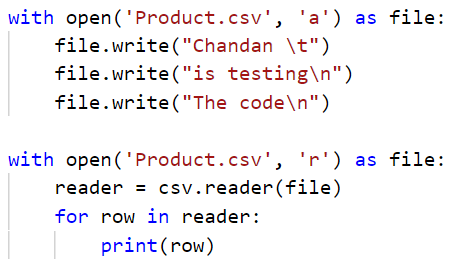 with open('Product.csv', 'a') as file:
    file.write("Chandan \t")
    file.write("is testing\n")
    file.write("The code\n")

with open('Product.csv', 'r') as file:
    reader = csv.reader(file)
    for row in reader:
        print(row)